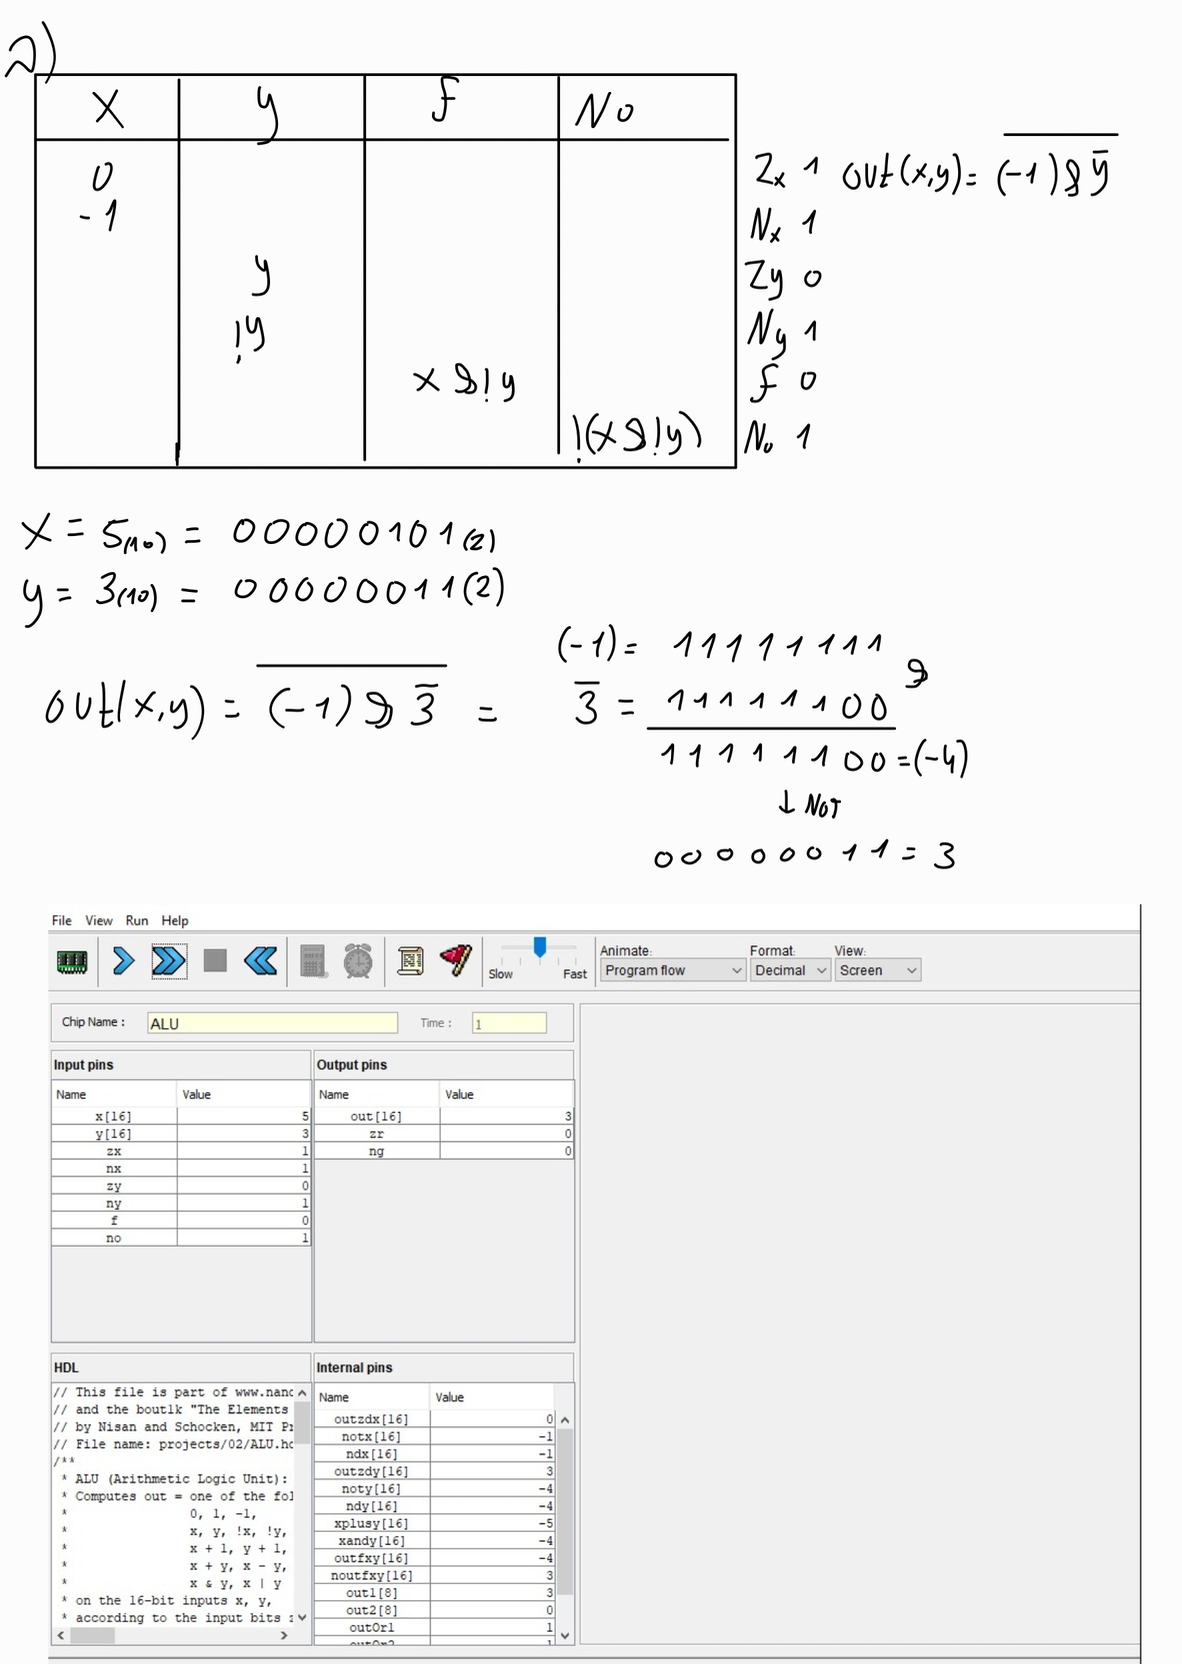 2)
X y f No
0
-1
y
!y
x & !y
!(x & !y)
Zx 1
Nx 1
Zy 0
Ny 1
f 0
No 1
out(x,y) = \overline{(-1) & ȳ}
X = 5(10) = 00000101(2)
y = 3(10) = 00000011(2)
out(x,y) = \overline{(-1) & 3̄} =
(-1) = 11111111
&
3̄ = 11111100
11111100 = (-4)
↓ NOT
00000011 = 3
File View Run Help
Slow Fast
Animate:
Program flow
Format:
Decimal
View:
Screen
Chip Name : ALU Time : 1
Input pins
Name Value
x[16] 5
y[16] 3
zx 1
nx 1
zy 0
ny 1
f 0
no 1
Output pins
Name Value
out[16] 3
zr 0
ng 0
HDL
// This file is part of www.nanc
// and the bout1k "The Elements
// by Nisan and Schocken, MIT Pr
// File name: projects/02/ALU.hd
/**
* ALU (Arithmetic Logic Unit):
* Computes out = one of the fol
* 0, 1, -1,
* x, y, !x, !y,
* x + 1, y + 1,
* x + y, x - y,
* x & y, x | y
* on the 16-bit inputs x, y,
* according to the input bits
Internal pins
Name Value
outzdx[16] 0
notx[16] -1
ndx[16] -1
outzdy[16] 3
noty[16] -4
ndy[16] -4
xplusy[16] -5
xandy[16] -4
outfxy[16] -4
noutfxy[16] 3
out1[8] 3
out2[8] 0
outOr1 1
outOr2 1